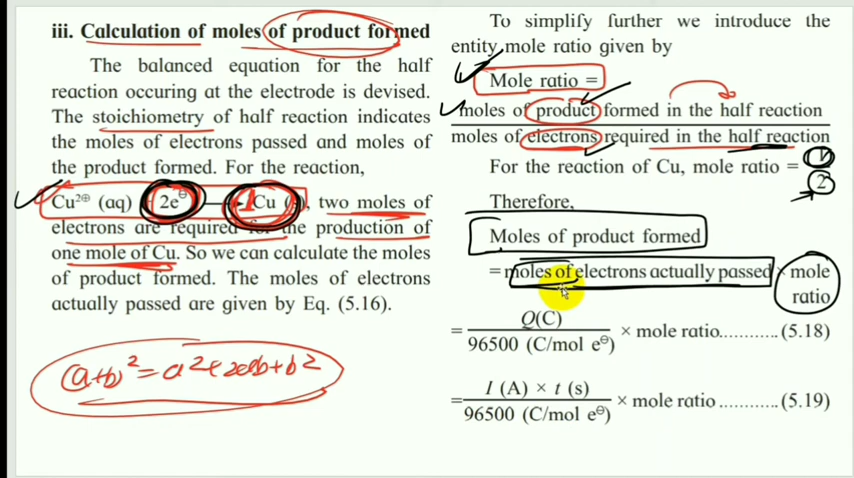 iii. Calculation of moles of product formed
The balanced equation for the half
reaction occuring at the electrode is devised.
The stoichiometry of half reaction indicates
the moles of electrons passed and moles of
the product formed. For the reaction,
Cu²⊕ (aq) + 2e⊖ → 1 Cu (s), two moles of
electrons are required for the production of
one mole of Cu. So we can calculate the moles
of product formed. The moles of electrons
actually passed are given by Eq. (5.16).
(a+b)² = a²+2ab+b²
To simplify further we introduce the
entity mole ratio given by
Mole ratio =
moles of product formed in the half reaction
moles of electrons required in the half reaction
For the reaction of Cu, mole ratio = 1/2
Therefore,
Moles of product formed
= moles of electrons actually passed × mole
ratio
= Q(C) / 96500 (C/mol e⊖) × mole ratio...........(5.18)
= I (A) × t (s) / 96500 (C/mol e⊖) × mole ratio ...........(5.19)